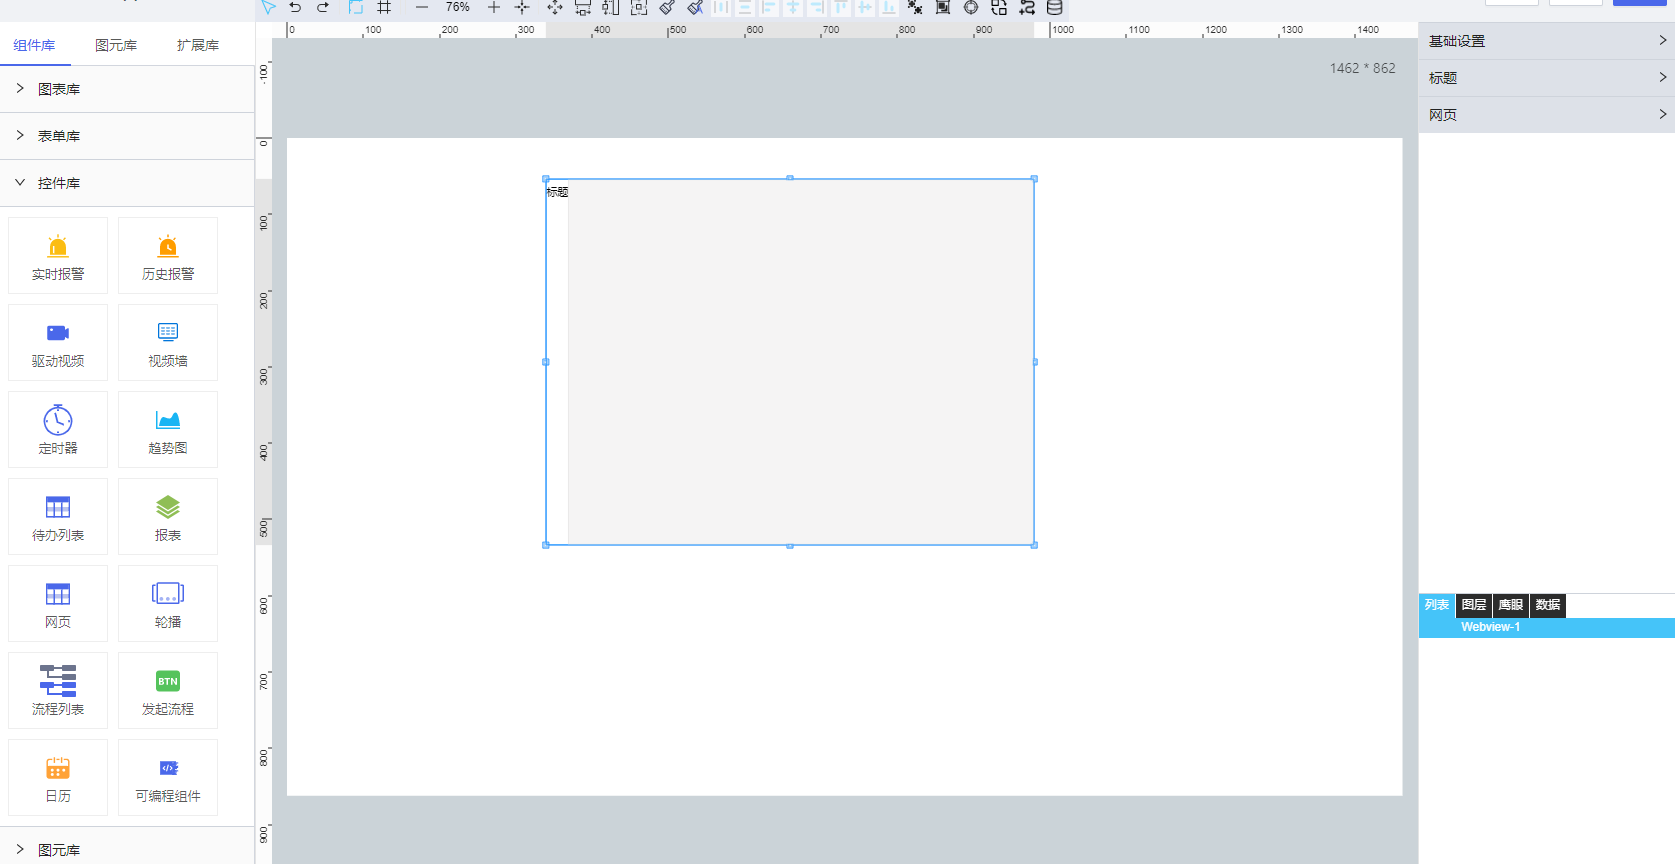 76%
组件库 图元库 扩展库
图表库
表单库
控件库
实时报警 历史报警
驱动视频 视频墙
定时器 趋势图
待办列表 报表
网页 轮播
流程列表 BTN 发起流程
日历 可编程组件
图元库
0 100 200 300 400 500 600 700 800 900 1000 1100 1200 1300 1400
-100
0
100
200
300
400
500
600
700
800
900
1462 * 862
标题
基础设置
标题
网页
列表 图层 鹰眼 数据
Webview-1